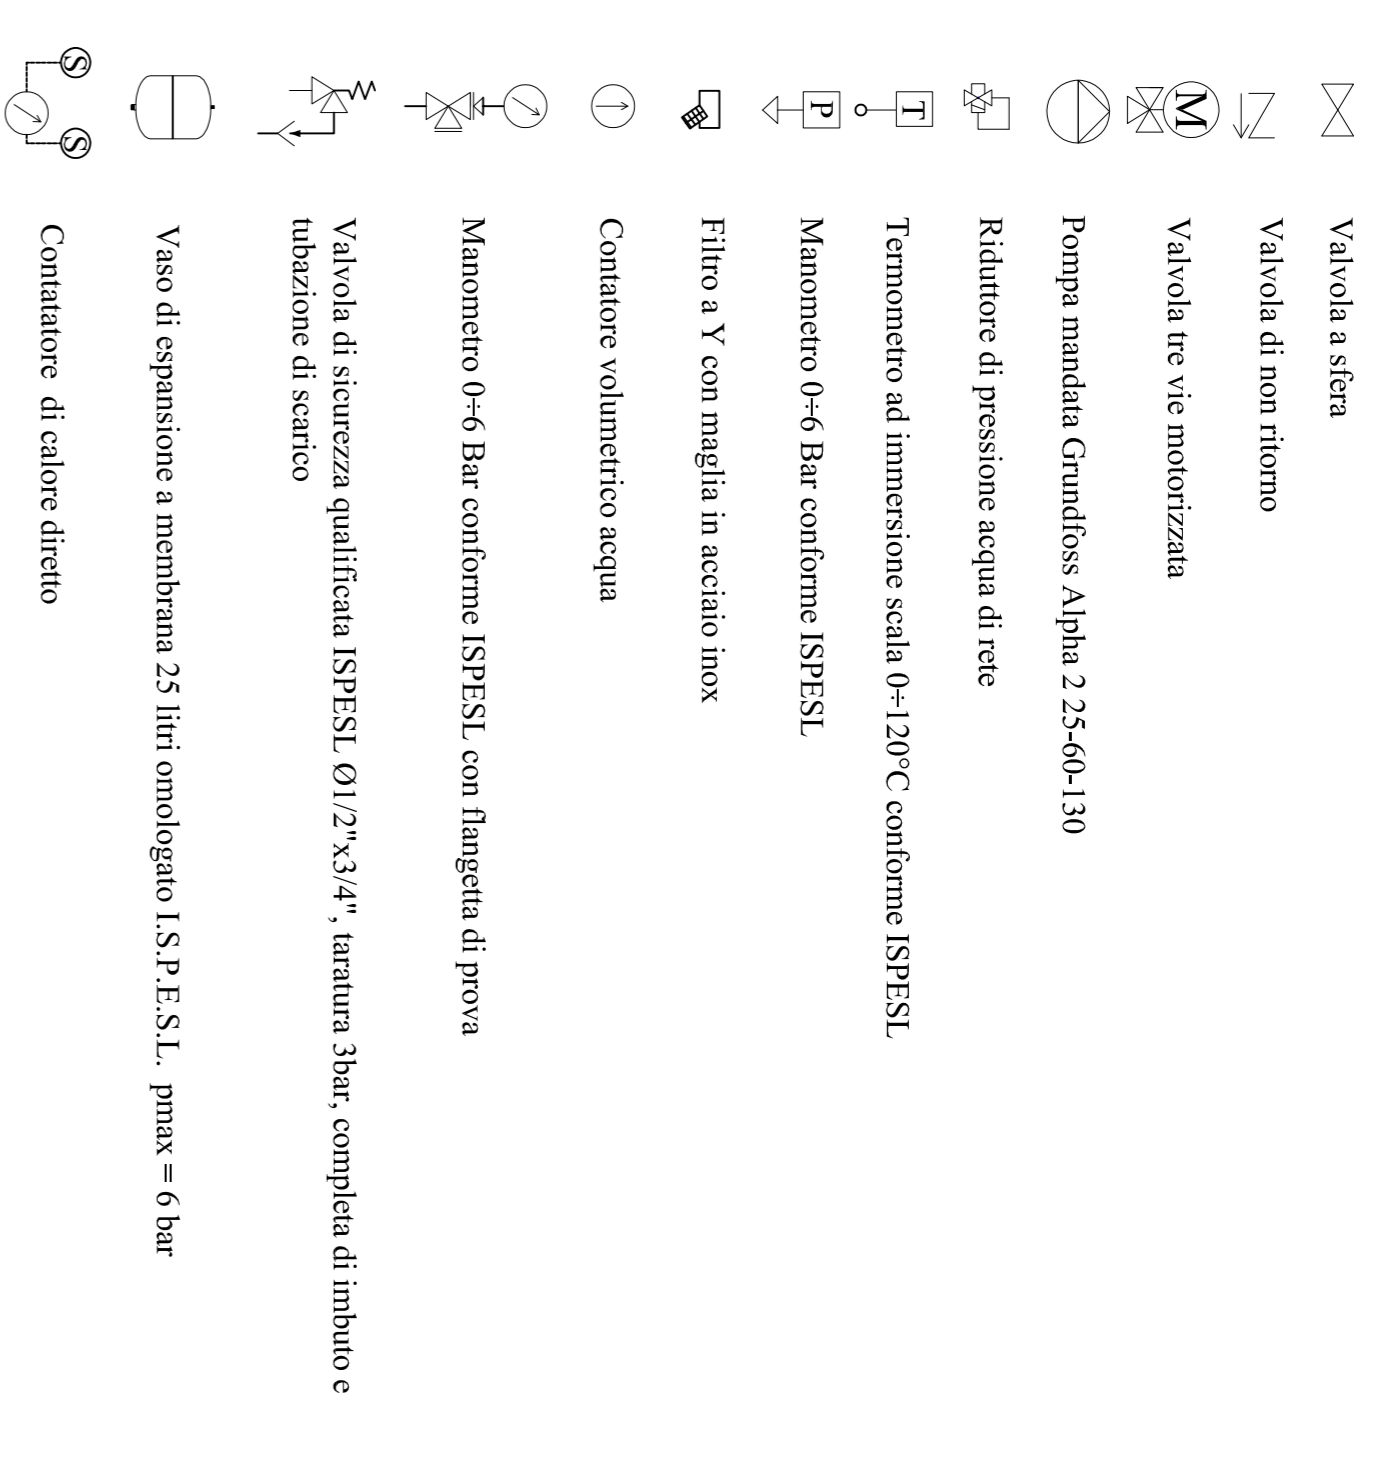 Valvola a sfera
Valvola di non ritorno
M
Valvola tre vie motorizzata
Pompa mandata Grundfoss Alpha 2 25-60-130
Riduttore di pressione acqua di rete
T
Termometro ad immersione scala 0÷120°C conforme ISPESL
P
Manometro 0÷6 Bar conforme ISPESL
Filtro a Y con maglia in acciaio inox
Contatore volumetrico acqua
Manometro 0÷6 Bar conforme ISPESL con flangetta di prova
Valvola di sicurezza qualificata ISPESL Ø1/2"x3/4", taratura 3bar, completa di imbuto e
tubazione di scarico
Vaso di espansione a membrana 25 litri omologato I.S.P.E.S.L. pmax = 6 bar
S S
Contatatore di calore diretto